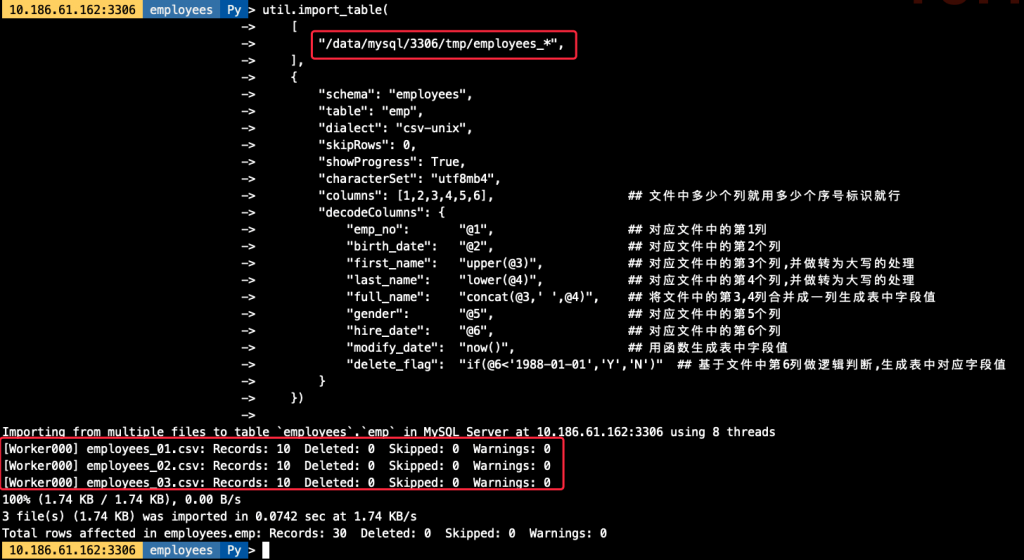 10.186.61.162:3306 employees Py > util.import_table(
-> [
-> "/data/mysql/3306/tmp/employees_*",
-> ],
-> {
-> "schema": "employees",
-> "table": "emp",
-> "dialect": "csv-unix",
-> "skipRows": 0,
-> "showProgress": True,
-> "characterSet": "utf8mb4",
-> "columns": [1,2,3,4,5,6], ## 文件中多少个列就用多少个序号标识就行
-> "decodeColumns": {
-> "emp_no": "@1", ## 对应文件中的第1列
-> "birth_date": "@2", ## 对应文件中的第2个列
-> "first_name": "upper(@3)", ## 对应文件中的第3个列,并做转为大写的处理
-> "last_name": "lower(@4)", ## 对应文件中的第4个列,并做转为大写的处理
-> "full_name": "concat(@3,' ',@4)", ## 将文件中的第3,4列合并成一列生成表中字段值
-> "gender": "@5", ## 对应文件中的第5个列
-> "hire_date": "@6", ## 对应文件中的第6个列
-> "modify_date": "now()", ## 用函数生成表中字段值
-> "delete_flag": "if(@6<'1988-01-01','Y','N')" ## 基于文件中第6列做逻辑判断,生成表中对应字段值
-> }
-> })
->
Importing from multiple files to table `employees`.`emp` in MySQL Server at 10.186.61.162:3306 using 8 threads
[Worker000] employees_01.csv: Records: 10 Deleted: 0 Skipped: 0 Warnings: 0
[Worker000] employees_02.csv: Records: 10 Deleted: 0 Skipped: 0 Warnings: 0
[Worker000] employees_03.csv: Records: 10 Deleted: 0 Skipped: 0 Warnings: 0
100% (1.74 KB / 1.74 KB), 0.00 B/s
3 file(s) (1.74 KB) was imported in 0.0742 sec at 1.74 KB/s
Total rows affected in employees.emp: Records: 30 Deleted: 0 Skipped: 0 Warnings: 0
10.186.61.162:3306 employees Py >